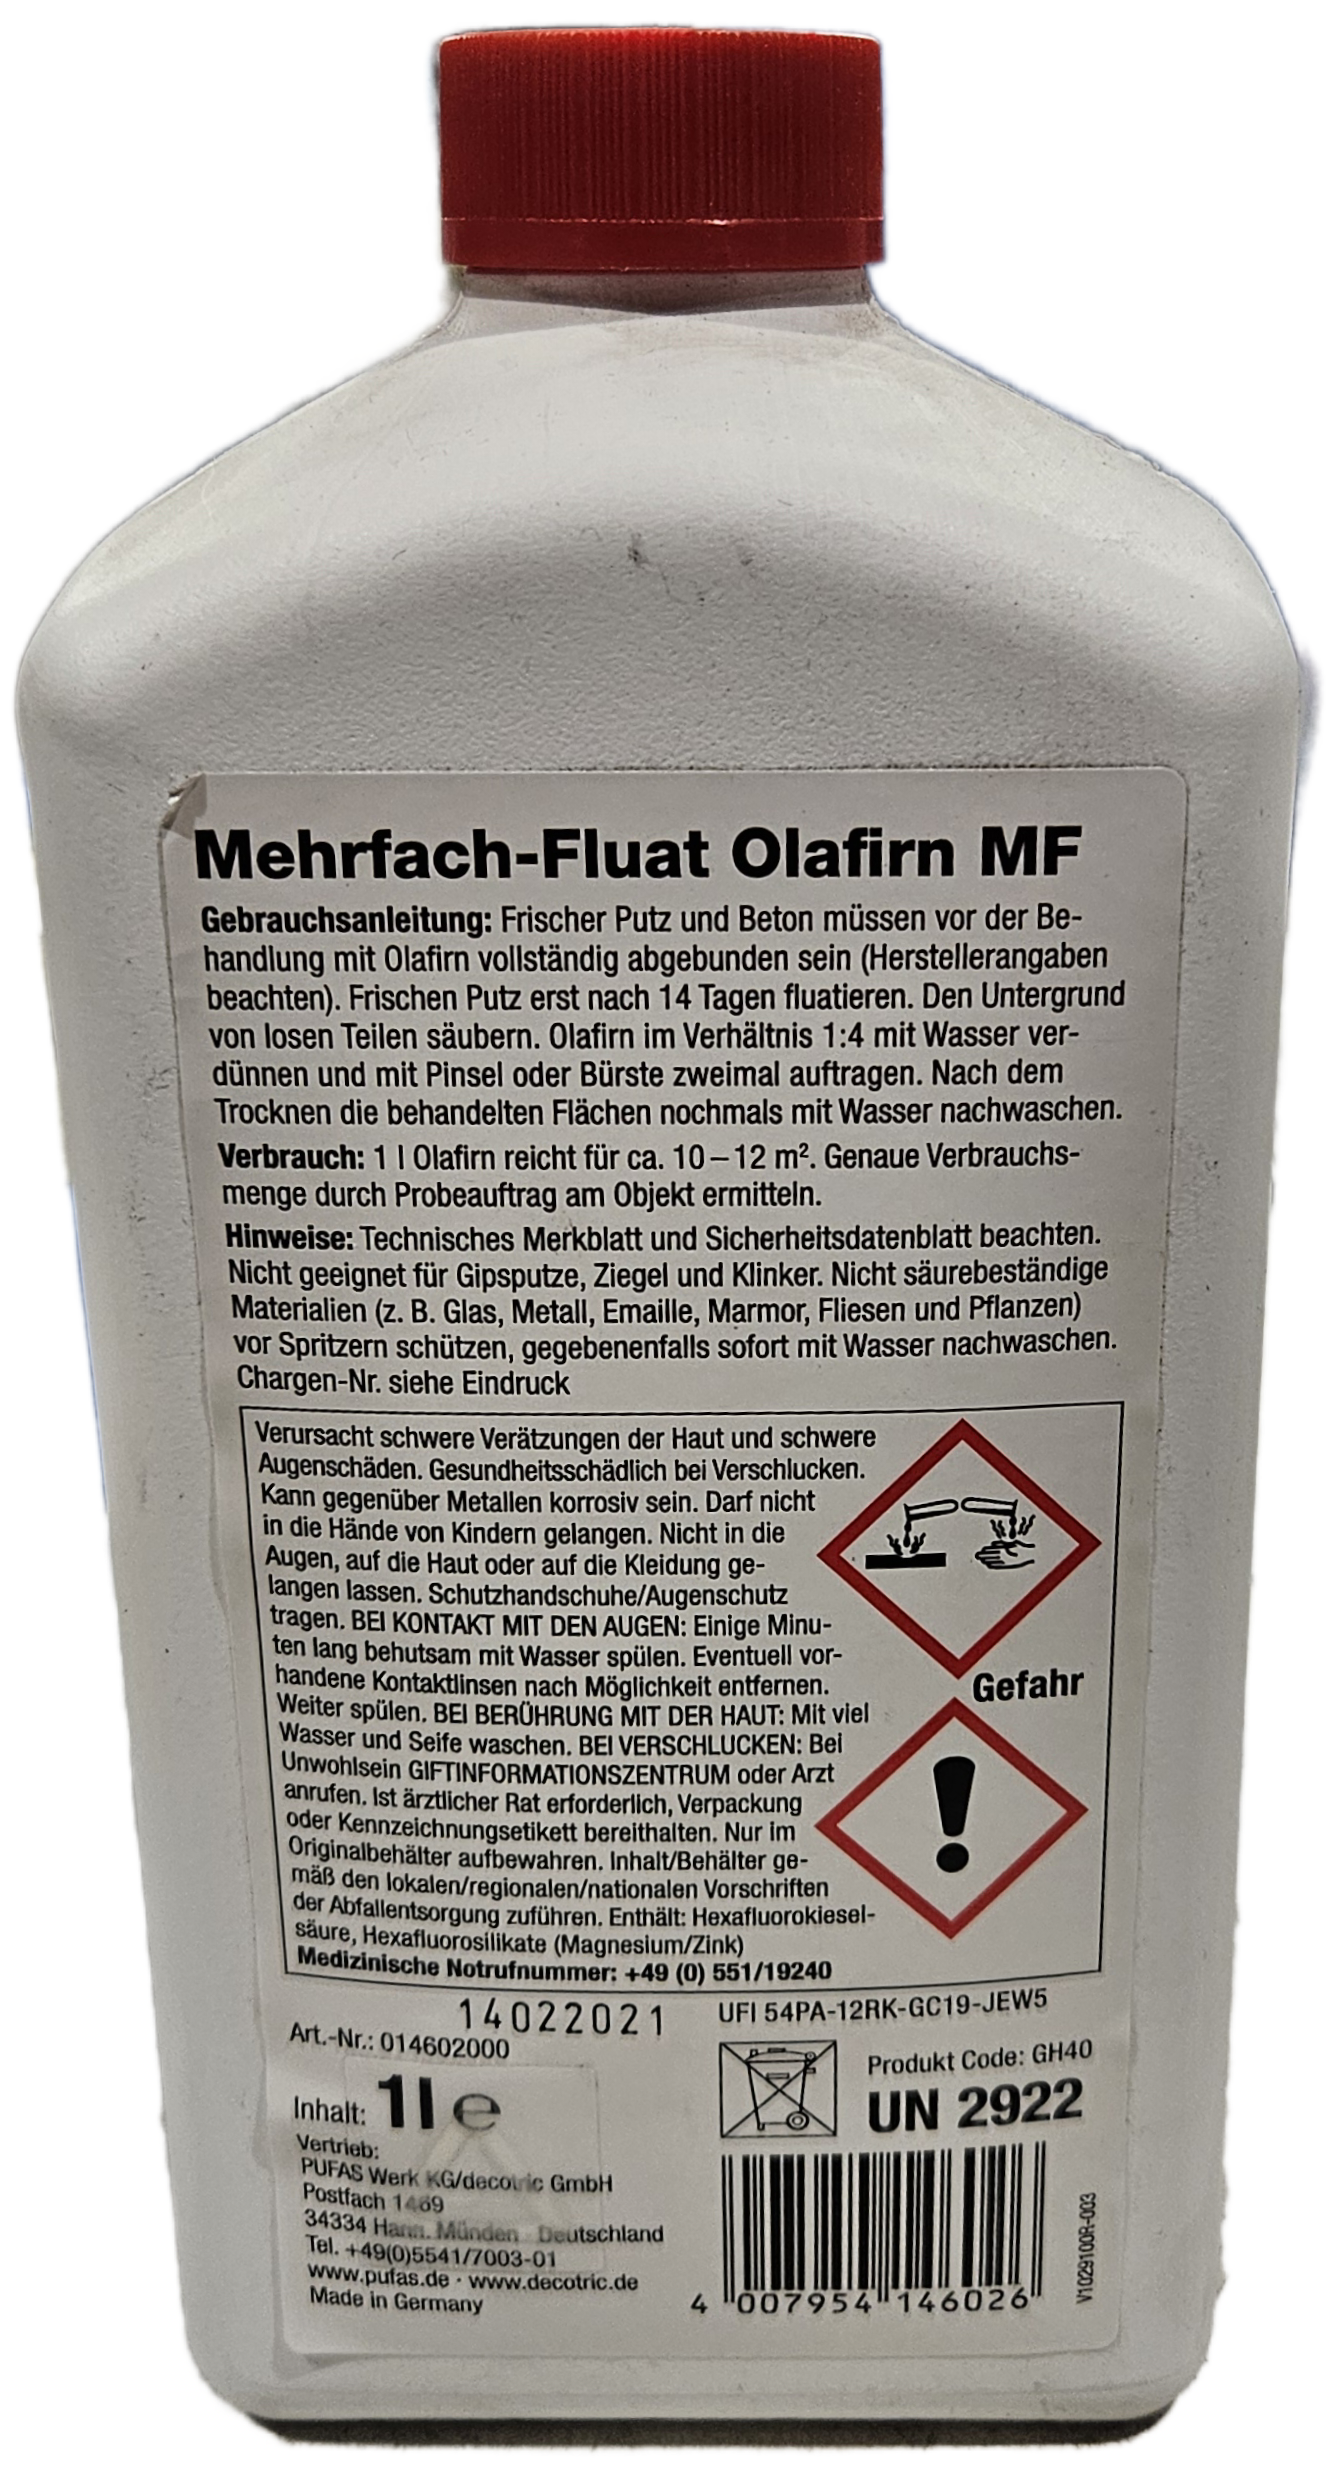 Mehrfach-Fluat Olafirn MF
Gebrauchsanleitung: Frischer Putz und Beton müssen vor der Be-
handlung mit Olafirn vollständig abgebunden sein (Herstellerangaben
beachten). Frischen Putz erst nach 14 Tagen fluatieren. Den Untergrund
von losen Teilen säubern. Olafirn im Verhältnis 1:4 mit Wasser ver-
dünnen und mit Pinsel oder Bürste zweimal auftragen. Nach dem
Trocknen die behandelten Flächen nochmals mit Wasser nachwaschen.
Verbrauch: 1 l Olafirn reicht für ca. 10–12 m². Genaue Verbrauchs-
menge durch Probeauftrag am Objekt ermitteln.
Hinweise: Technisches Merkblatt und Sicherheitsdatenblatt beachten.
Nicht geeignet für Gipsputze, Ziegel und Klinker. Nicht säurebeständige
Materialien (z. B. Glas, Metall, Emaille, Marmor, Fliesen und Pflanzen)
vor Spritzern schützen, gegebenenfalls sofort mit Wasser nachwaschen.
Chargen-Nr. siehe Eindruck
Verursacht schwere Verätzungen der Haut und schwere
Augenschäden. Gesundheitsschädlich bei Verschlucken.
Kann gegenüber Metallen korrosiv sein. Darf nicht
in die Hände von Kindern gelangen. Nicht in die
Augen, auf die Haut oder auf die Kleidung ge-
langen lassen. Schutzhandschuhe/Augenschutz
tragen. BEI KONTAKT MIT DEN AUGEN: Einige Minu-
ten lang behutsam mit Wasser spülen. Eventuell vor-
handene Kontaktlinsen nach Möglichkeit entfernen.
Weiter spülen. BEI BERÜHRUNG MIT DER HAUT: Mit viel
Wasser und Seife waschen. BEI VERSCHLUCKEN: Bei
Unwohlsein GIFTINFORMATIONSZENTRUM oder Arzt
anrufen. Ist ärztlicher Rat erforderlich, Verpackung
oder Kennzeichnungsetikett bereithalten. Nur im
Originalbehälter aufbewahren. Inhalt/Behälter ge-
mäß den lokalen/regionalen/nationalen Vorschriften
der Abfallentsorgung zuführen. Enthält: Hexafluorokiesel-
säure, Hexafluorosilikate (Magnesium/Zink)
Medizinische Notrufnummer: +49 (0) 551/19240
Gefahr
14022021
Art.-Nr.: 014602000
Inhalt: 1 l e
Vertrieb:
PUFAS Werk KG/decotric GmbH
Postfach 1469
34334 Hann. Münden · Deutschland
Tel. +49(0)5541/7003-01
www.pufas.de · www.decotric.de
Made in Germany
UFI 54PA-12RK-GC19-JEW5
Produkt Code: GH40
UN 2922
4 007954 146026
V1029100R-003